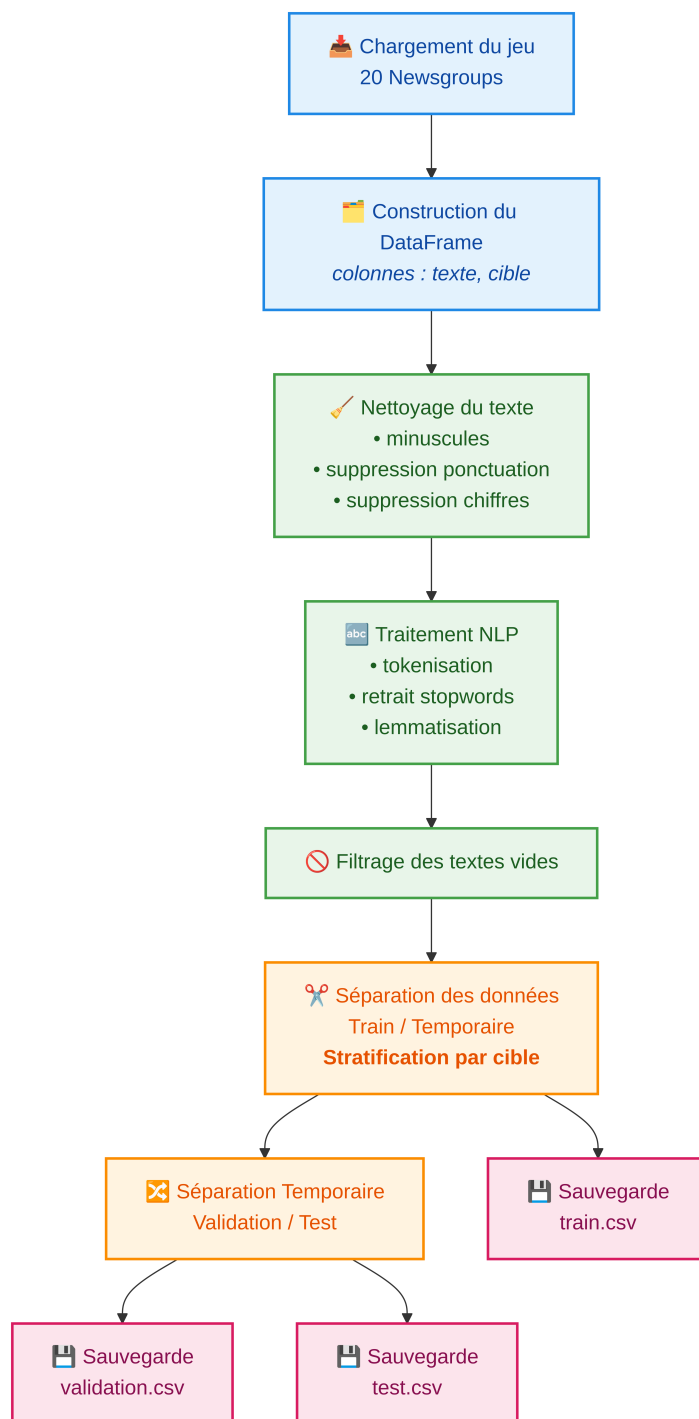 📥 Chargement du jeu
20 Newsgroups
🗂️ Construction du
DataFrame
colonnes : texte, cible
🧹 Nettoyage du texte
• minuscules
• suppression ponctuation
• suppression chiffres
🔤 Traitement NLP
• tokenisation
• retrait stopwords
• lemmatisation
🚫 Filtrage des textes vides
✂️ Séparation des données
Train / Temporaire
Stratification par cible
🔀 Séparation Temporaire
Validation / Test
💾 Sauvegarde
train.csv
💾 Sauvegarde
validation.csv
💾 Sauvegarde
test.csv